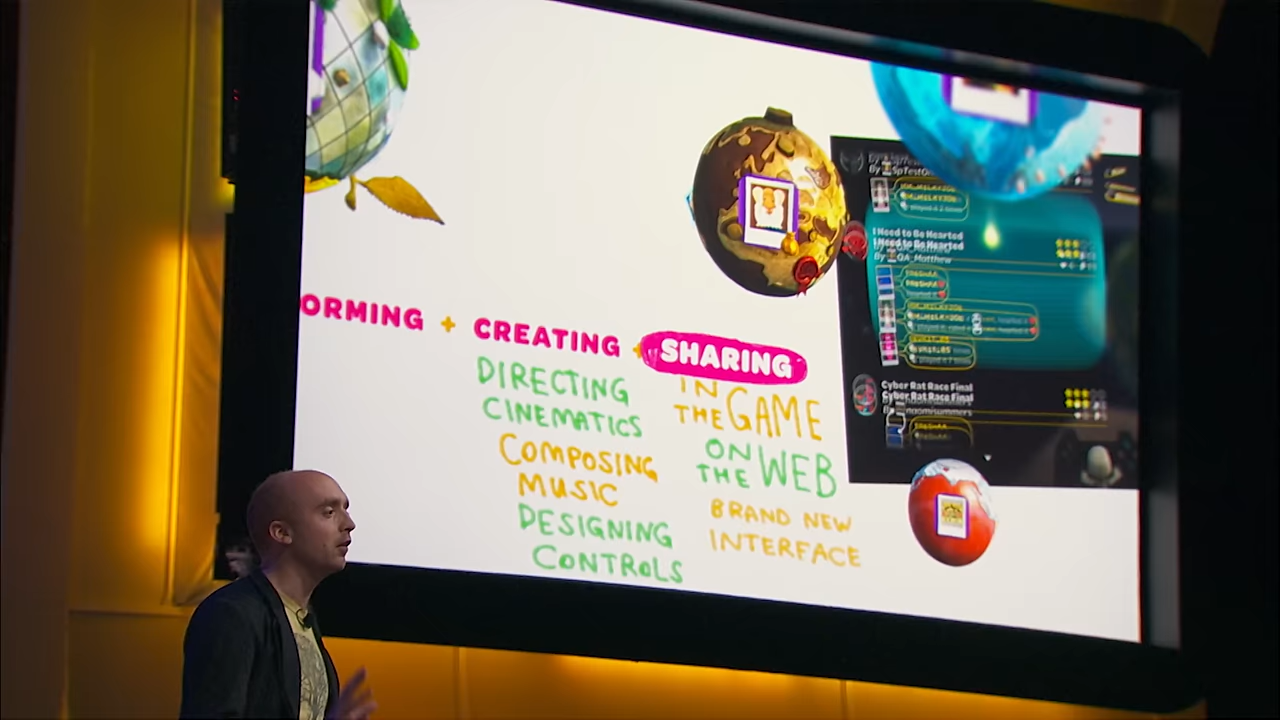 ORMING + CREATING + SHARING
DIRECTING
CINEMATICS
COMPOSING
MUSIC
DESIGNING
CONTROLS
IN
THE GAME
ON
THE WEB
BRAND NEW
INTERFACE
By SpTestO
I Need to Be Hearted
I Need to Be Hearted
By QA_Matthew
Cyber Rat Race Final
Cyber Rat Race Final